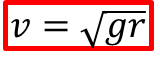 v = √gr